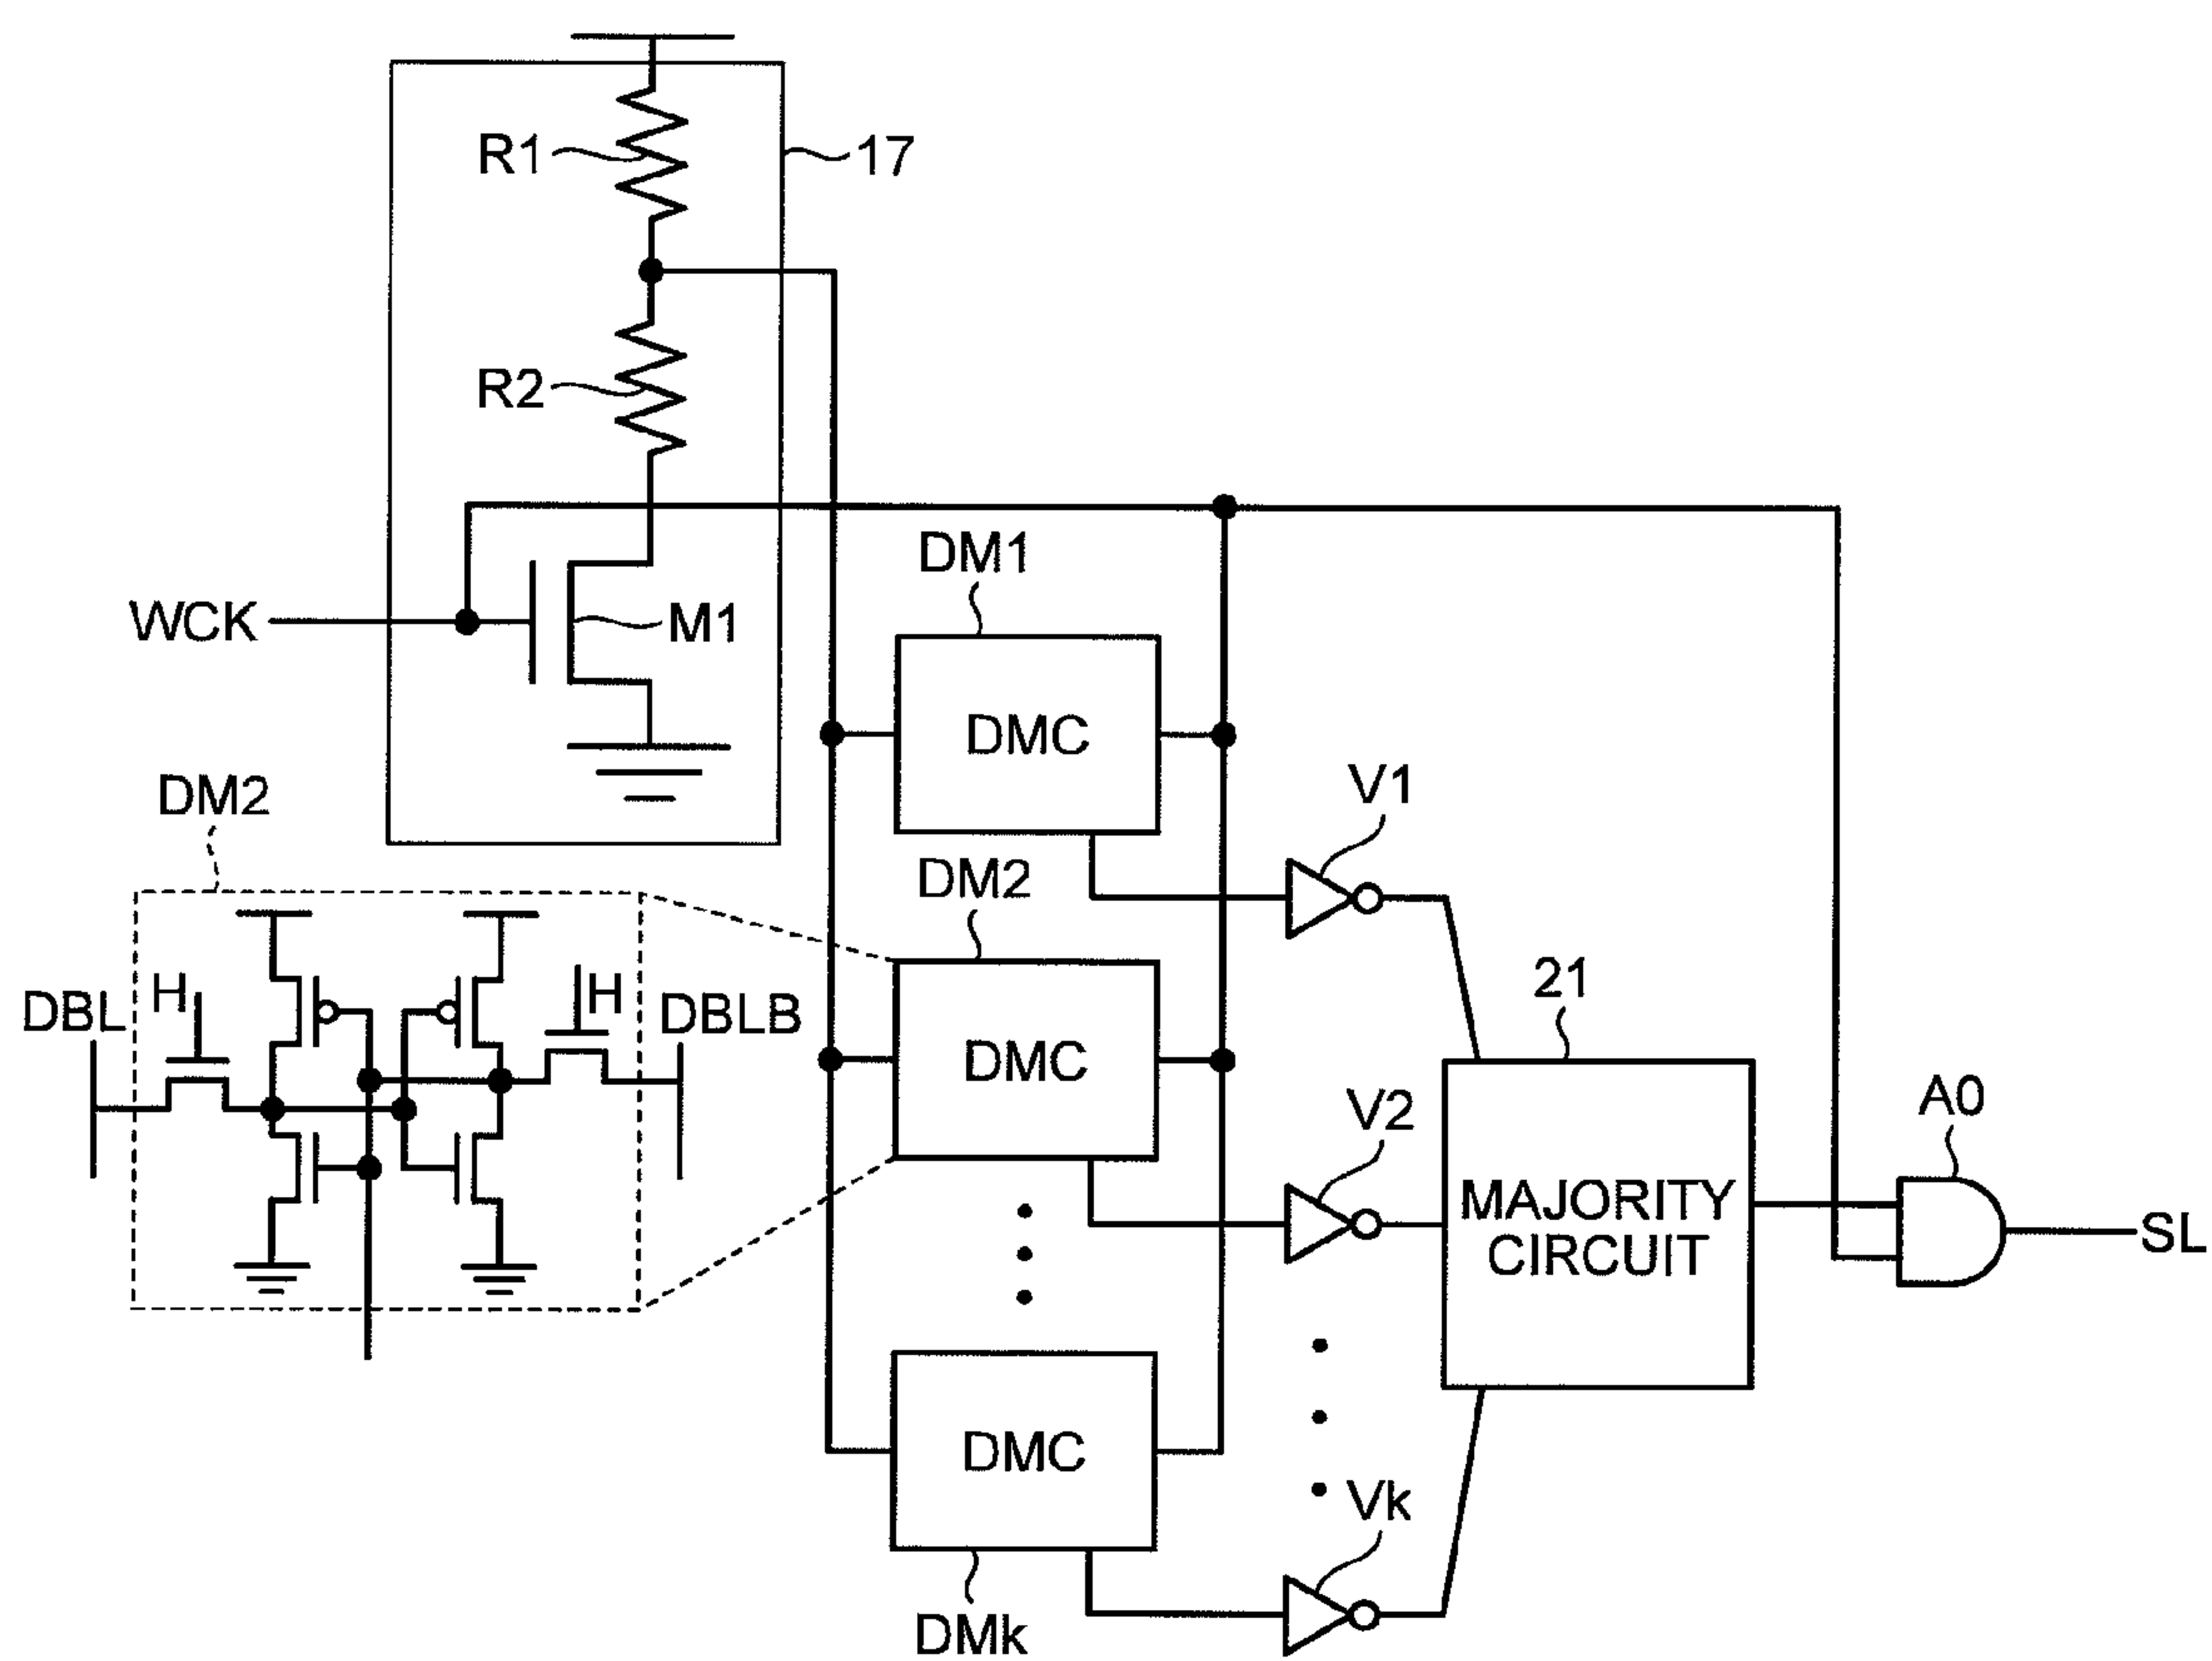 R1
17
R2
WCK
M1
DM1
DMC
DM2
V1
DM2
H
H
DBL
DBLB
DMC
V2
21
MAJORITY
CIRCUIT
A0
SL
DMC
Vk
DMk